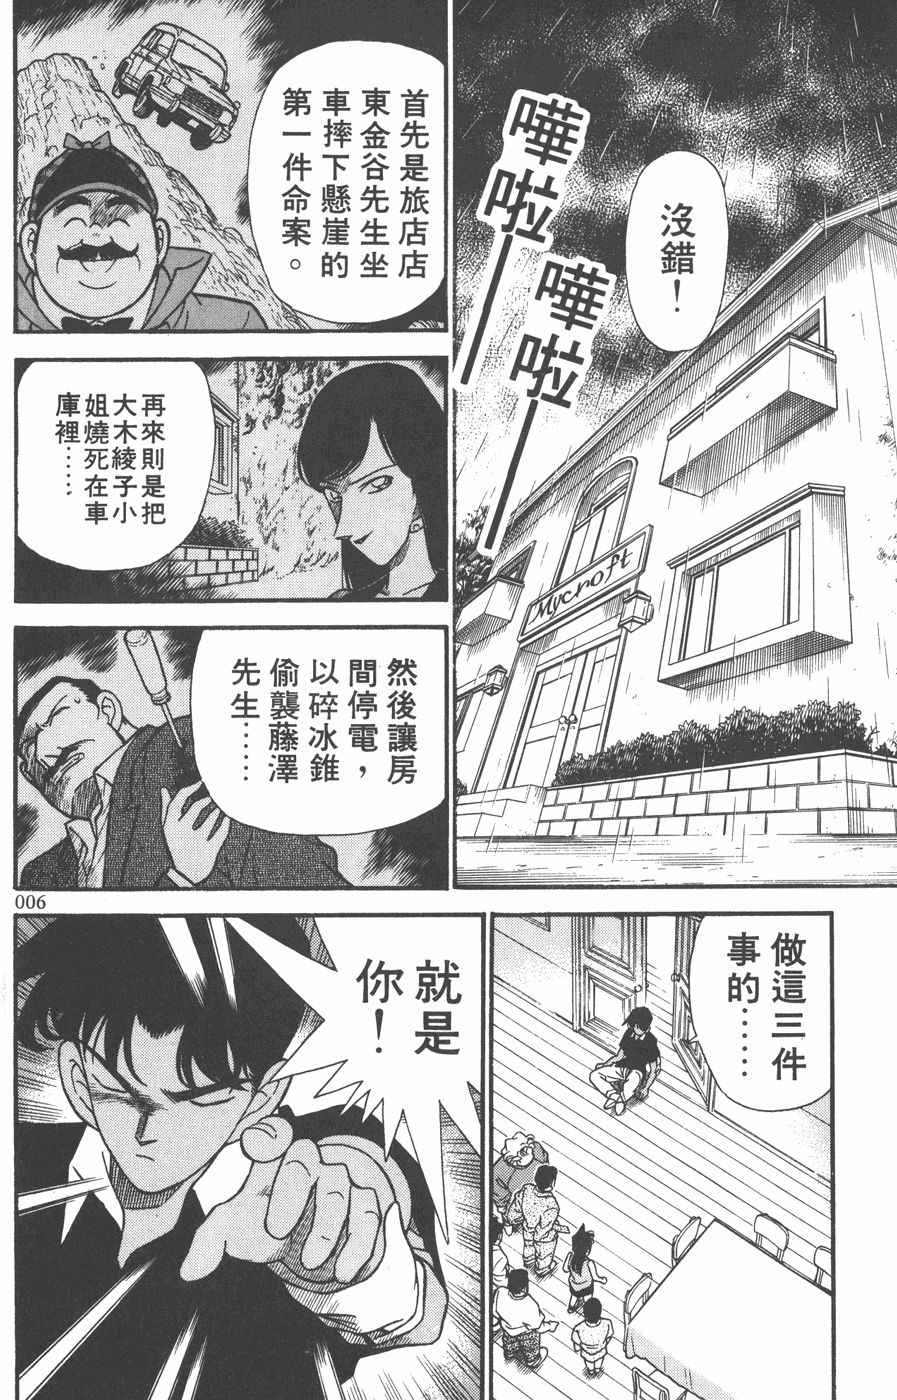 沒錯！
嘩
啦
｜
嘩
啦
｜
Mycroft
首先是旅店店
東金谷先生坐
車摔下懸崖的
第一件命案。
再來則是把
大木綾子小
姐燒死在車
庫裡……
然後讓房
間停電，
以碎冰錐
偷襲藤澤
先生……
006
做這三件
事的……
就是
你！